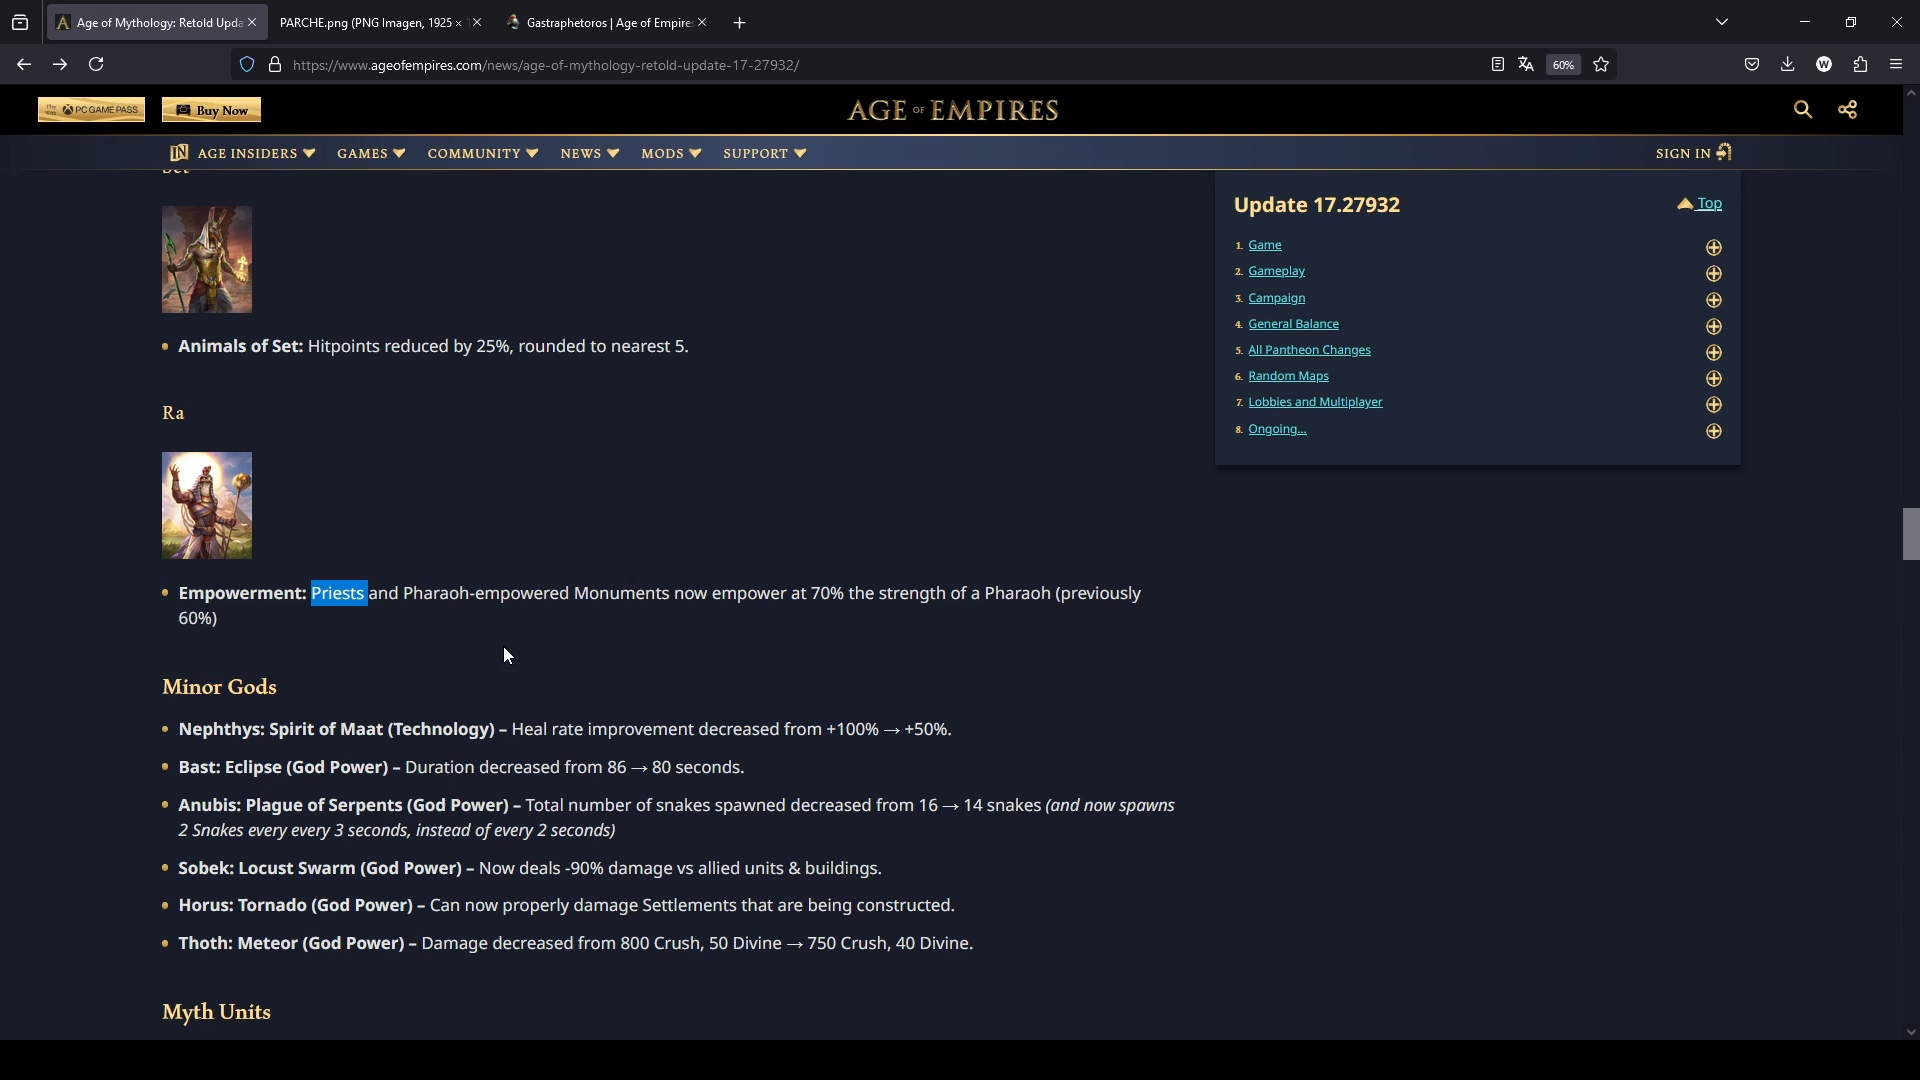 Age of Mythology: Retold Upda
PARCHE.png (PNG Imagen, 1925 ×
Gastraphetoros | Age of Empires
https://www.ageofempires.com/news/age-of-mythology-retold-update-17-27932/
60%
W
PC GAME PASS
Buy Now
AGE OF EMPIRES
AGE INSIDERS
GAMES
COMMUNITY
NEWS
MODS
SUPPORT
SIGN IN
Set
Update 17.27932
Top
1. Game
2. Gameplay
3. Campaign
4. General Balance
5. All Pantheon Changes
6. Random Maps
7. Lobbies and Multiplayer
8. Ongoing...
Animals of Set: Hitpoints reduced by 25%, rounded to nearest 5.
Ra
Empowerment: Priests and Pharaoh-empowered Monuments now empower at 70% the strength of a Pharaoh (previously
60%)
Minor Gods
Nephthys: Spirit of Maat (Technology) – Heal rate improvement decreased from +100% → +50%.
Bast: Eclipse (God Power) – Duration decreased from 86 → 80 seconds.
Anubis: Plague of Serpents (God Power) – Total number of snakes spawned decreased from 16 → 14 snakes (and now spawns
2 Snakes every every 3 seconds, instead of every 2 seconds)
Sobek: Locust Swarm (God Power) – Now deals -90% damage vs allied units & buildings.
Horus: Tornado (God Power) – Can now properly damage Settlements that are being constructed.
Thoth: Meteor (God Power) – Damage decreased from 800 Crush, 50 Divine → 750 Crush, 40 Divine.
Myth Units